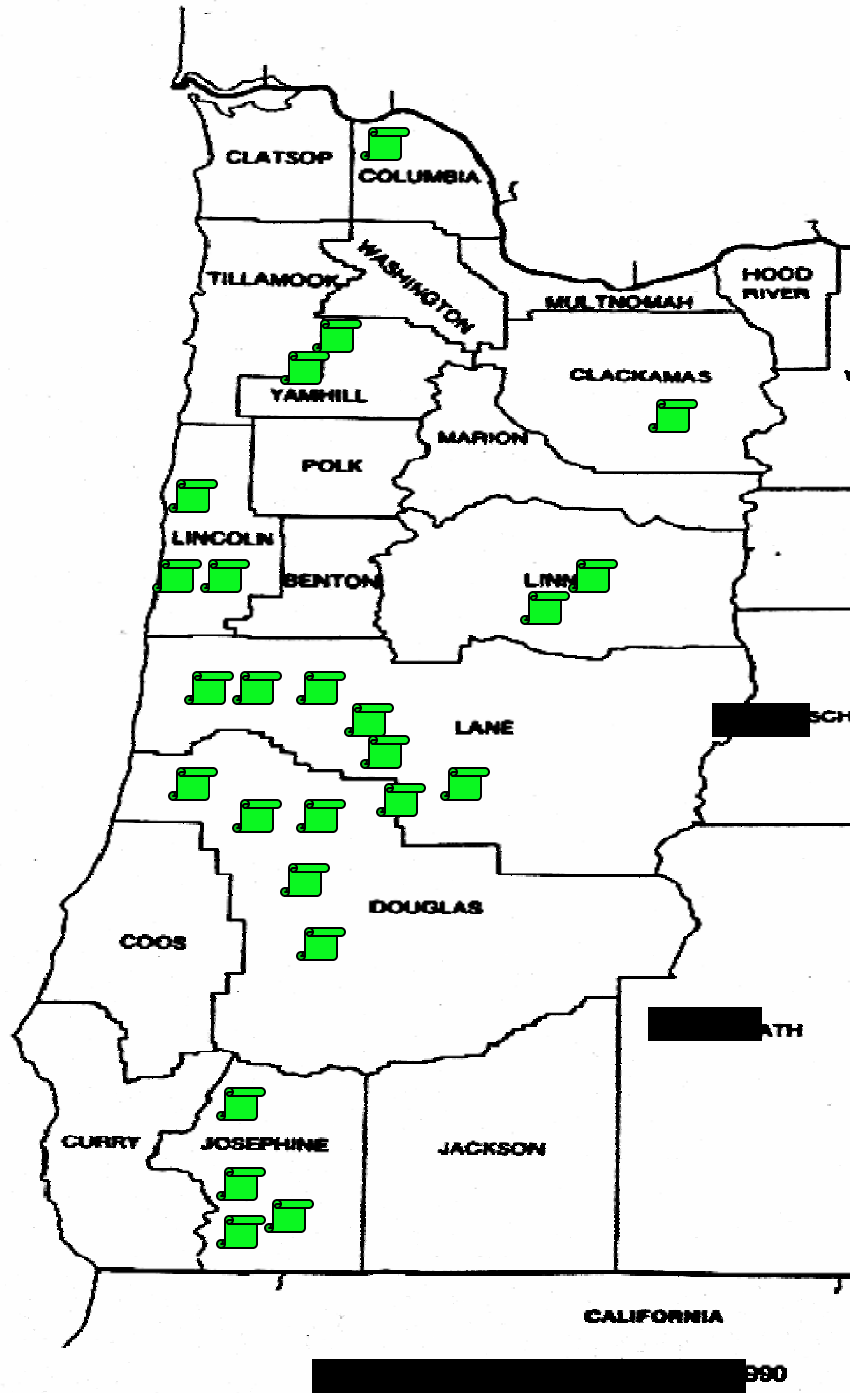 CLATSOP
COLUMBIA
WASHINGTON
TILLAMOOK
HOOD
RIVER
MULTNOMAH
CLACKAMAS
YAMHILL
MARION
POLK
LINCOLN
BENTON
LINN
LANE
SCH
DOUGLAS
COOS
ATH
CURRY
JOSEPHINE
JACKSON
CALIFORNIA
990